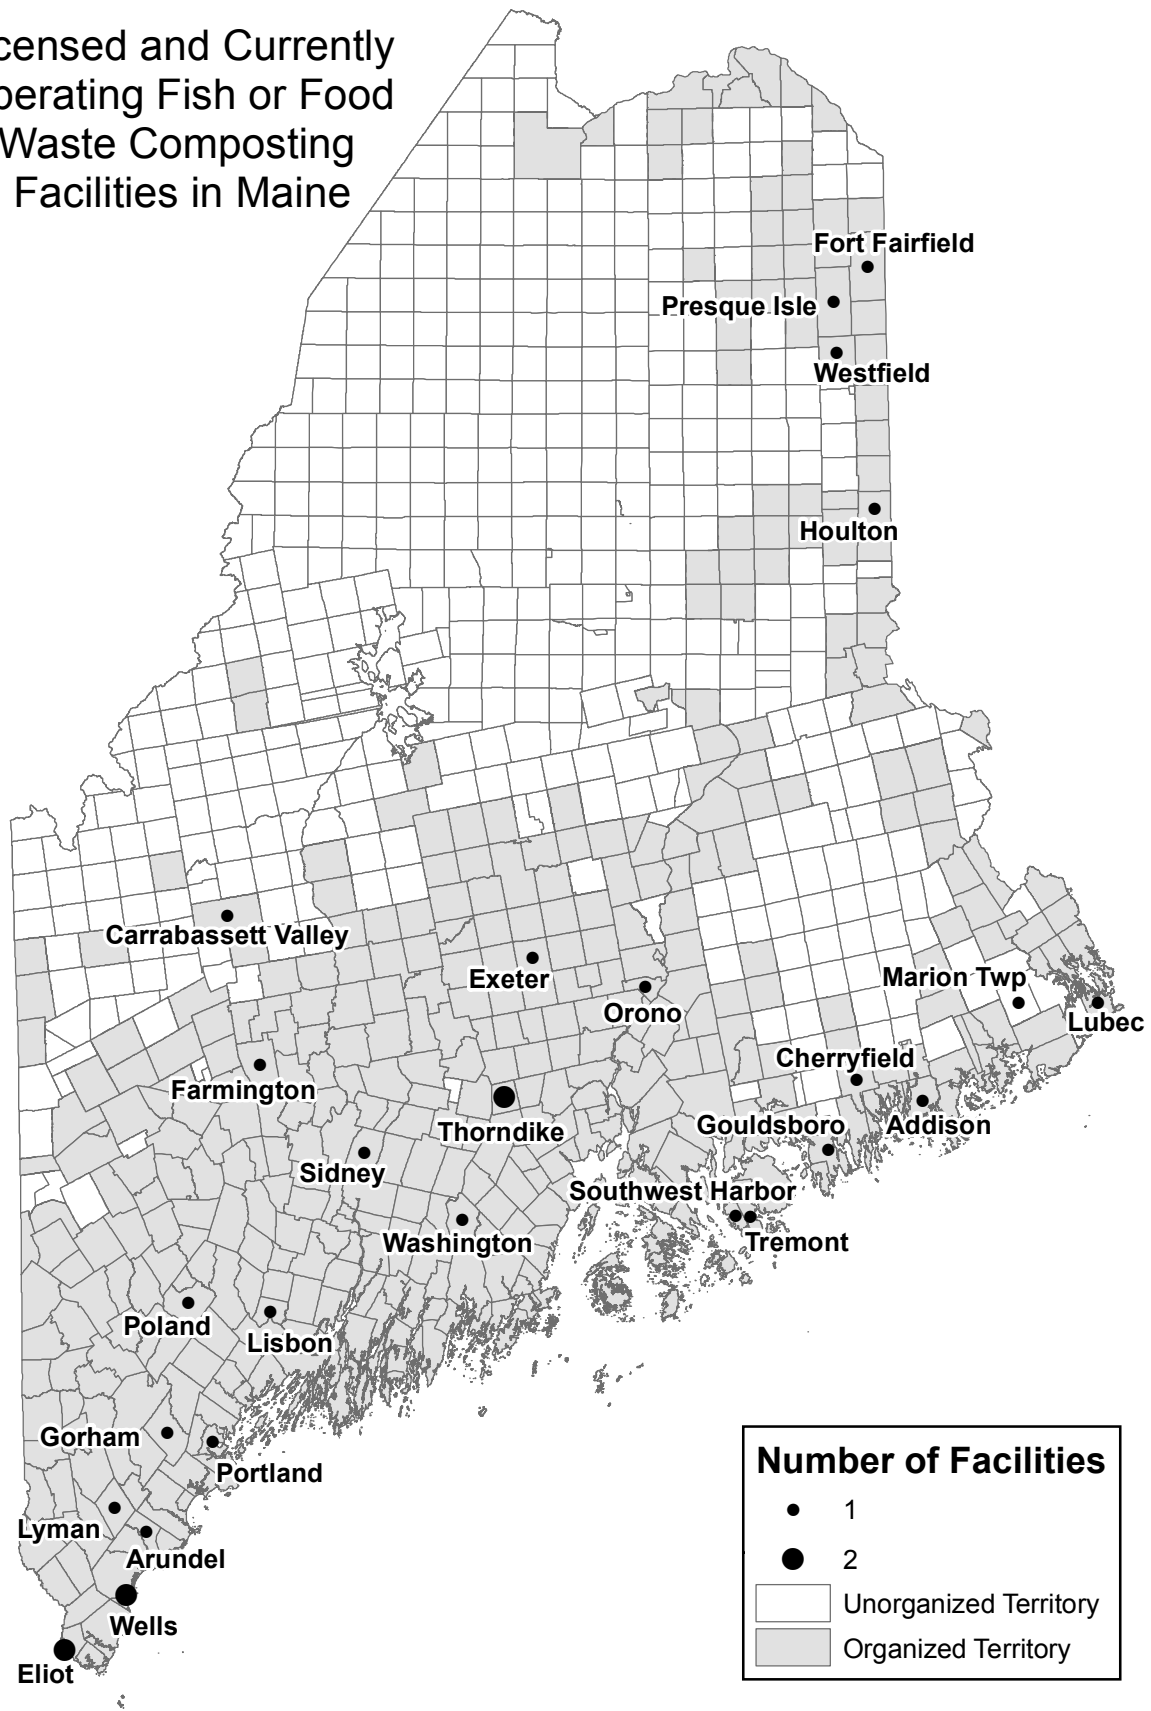 censed and Currently
perating Fish or Food
Waste Composting
Facilities in Maine
Fort Fairfield
Presque Isle
Westfield
Houlton
Carrabassett Valley
Exeter
Marion Twp
Orono
Lubec
Cherryfield
Farmington
Thorndike
Gouldsboro
Addison
Sidney
Southwest Harbor
Washington
Tremont
Poland
Lisbon
Gorham
Portland
Lyman
Arundel
Wells
Eliot
Number of Facilities
1
2
Unorganized Territory
Organized Territory